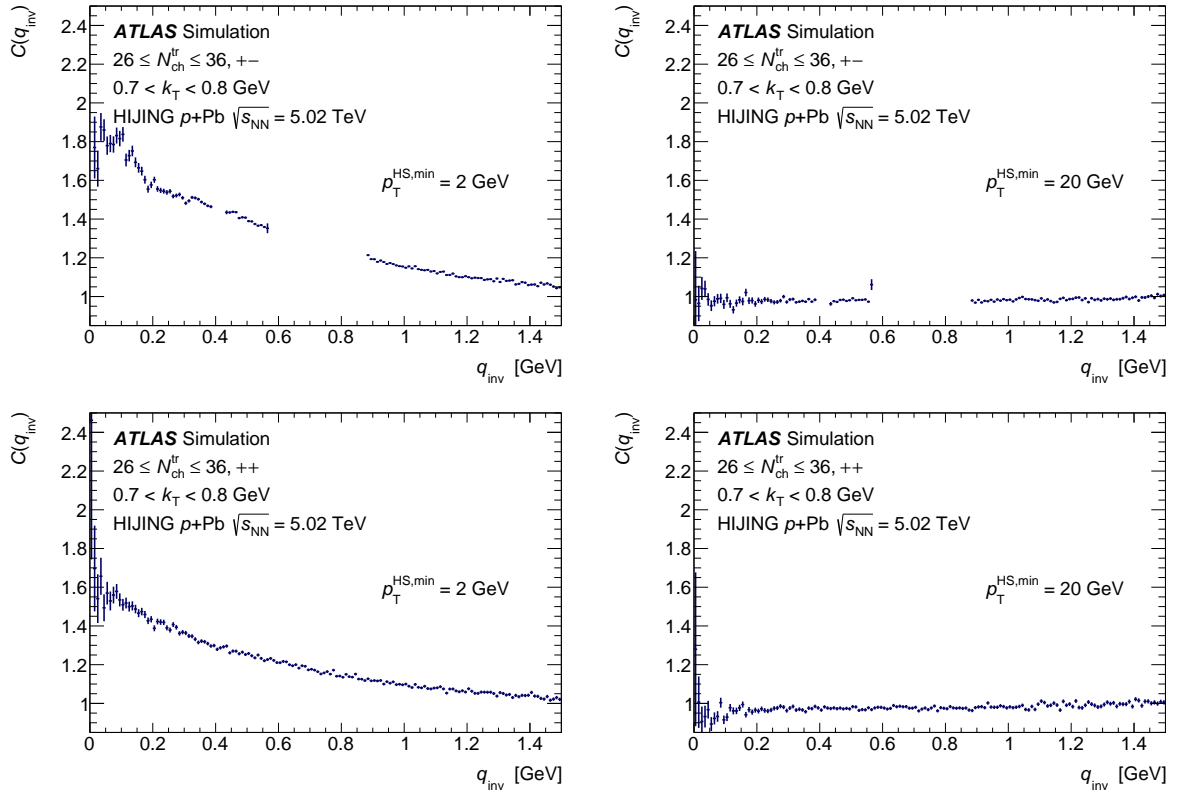 C(q_inv)
2.4
2.2
2
1.8
1.6
1.4
1.2
1
ATLAS Simulation
26 ≤ N_ch^tr ≤ 36, +−
0.7 < k_T < 0.8 GeV
HIJING p+Pb √s_NN = 5.02 TeV
p_T^HS,min = 2 GeV
0 0.2 0.4 0.6 0.8 1 1.2 1.4
q_inv [GeV]
C(q_inv)
2.4
2.2
2
1.8
1.6
1.4
1.2
1
ATLAS Simulation
26 ≤ N_ch^tr ≤ 36, +−
0.7 < k_T < 0.8 GeV
HIJING p+Pb √s_NN = 5.02 TeV
p_T^HS,min = 20 GeV
0 0.2 0.4 0.6 0.8 1 1.2 1.4
q_inv [GeV]
C(q_inv)
2.4
2.2
2
1.8
1.6
1.4
1.2
1
ATLAS Simulation
26 ≤ N_ch^tr ≤ 36, ++
0.7 < k_T < 0.8 GeV
HIJING p+Pb √s_NN = 5.02 TeV
p_T^HS,min = 2 GeV
0 0.2 0.4 0.6 0.8 1 1.2 1.4
q_inv [GeV]
C(q_inv)
2.4
2.2
2
1.8
1.6
1.4
1.2
1
ATLAS Simulation
26 ≤ N_ch^tr ≤ 36, ++
0.7 < k_T < 0.8 GeV
HIJING p+Pb √s_NN = 5.02 TeV
p_T^HS,min = 20 GeV
0 0.2 0.4 0.6 0.8 1 1.2 1.4
q_inv [GeV]